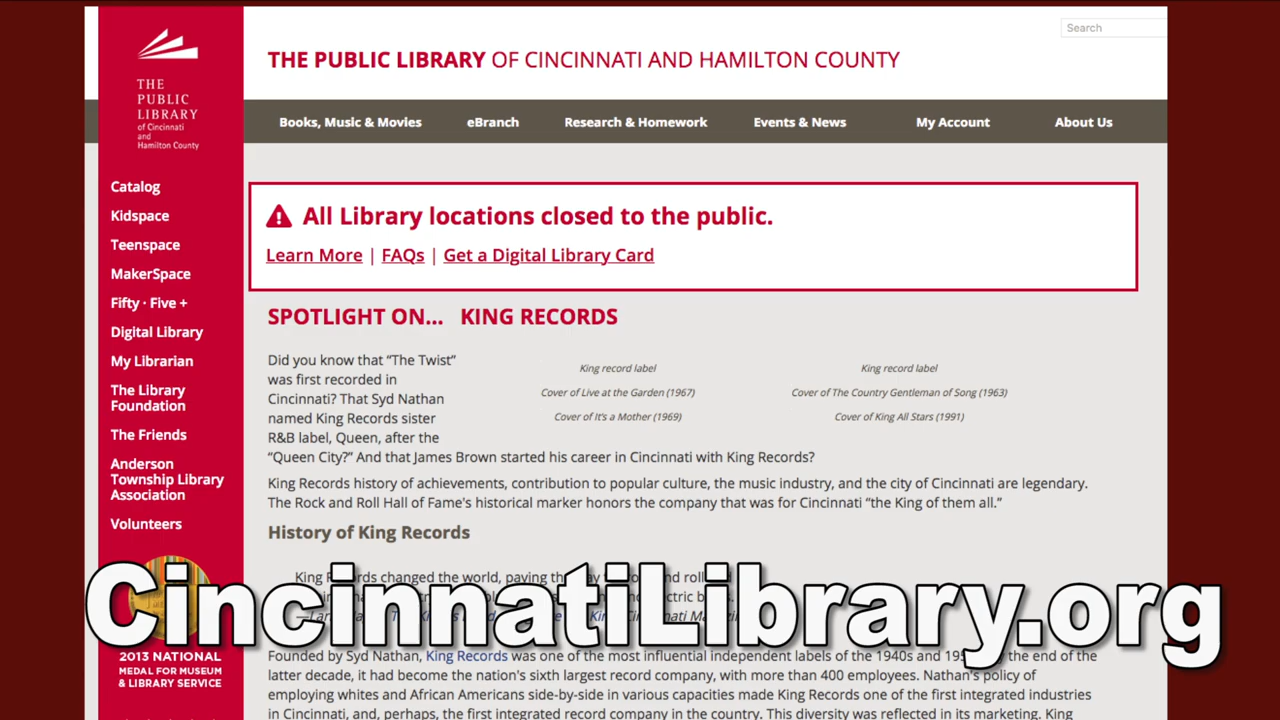 Search
THE PUBLIC LIBRARY OF CINCINNATI AND HAMILTON COUNTY
THE
PUBLIC
LIBRARY
of Cincinnati
and
Hamilton County
Books, Music & Movies eBranch Research & Homework Events & News My Account About Us
Catalog
Kidspace
Teenspace
MakerSpace
Fifty · Five +
Digital Library
My Librarian
The Library
Foundation
The Friends
Anderson
Township Library
Association
Volunteers
2013 NATIONAL
MEDAL FOR MUSEUM
& LIBRARY SERVICE
All Library locations closed to the public.
Learn More | FAQs | Get a Digital Library Card
SPOTLIGHT ON... KING RECORDS
Did you know that “The Twist”
was first recorded in
Cincinnati? That Syd Nathan
named King Records sister
R&B label, Queen, after the
“Queen City?” And that James Brown started his career in Cincinnati with King Records?
King record label
Cover of Live at the Garden (1967)
Cover of It's a Mother (1969)
King record label
Cover of The Country Gentleman of Song (1963)
Cover of King All Stars (1991)
King Records history of achievements, contribution to popular culture, the music industry, and the city of Cincinnati are legendary.
The Rock and Roll Hall of Fame's historical marker honors the company that was for Cincinnati “the King of them all.”
History of King Records
King Records changed the world, paving the
CincinnatiLibrary.org
Founded by Syd Nathan, King Records was one of the most influential independent labels of the 1940s and the end of the
latter decade, it had become the nation's sixth largest record company, with more than 400 employees. Nathan's policy of
employing whites and African Americans side-by-side in various capacities made King Records one of the first integrated industries
in Cincinnati, and, perhaps, the first integrated record company in the country. This diversity was reflected in its marketing. King